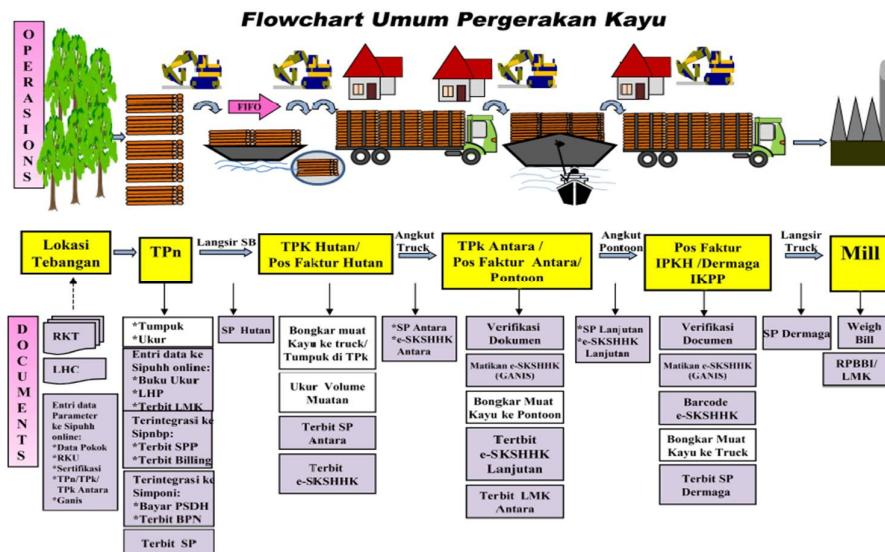 Flowchart Umum Pergerakan Kayu
OPERASIONS
FIFO
Lokasi
Tebangan
TPn
Langsir SB
TPK Hutan/
Pos Faktur Hutan
Angkut
Truck
TPk Antara /
Pos Faktur Antara/
Pontoon
Angkut
Pontoon
Pos Faktur
IPKH /Dermaga
IKPP
Langsir
Truck
Mill
DOCUMENTS
RKT
LHC
Entri data
Parameter
ke Sipuhh
online:
*Data Pokok
*RKU
*Sertifikasi
*TPn/TPk/
TPk Antara
*Ganis
*Tumpuk
*Ukur
Entri data ke
Sipuhh online:
*Buku Ukur
*LHP
*Terbit LMK
Terintegrasi ke
Sipnbp:
*Terbit SPP
*Terbit Billing
Terintegrasi ke
Simponi:
*Bayar PSDH
*Terbit BPN
Terbit SP
SP Hutan
Bongkar muat
Kayu ke truck/
Tumpuk di TPk
Ukur Volume
Muatan
Terbit SP
Antara
Terbit
e-SKSHHK
*SP Antara
*e-SKSHHK
Antara
Verifikasi
Dokumen
Matikan e-SKSHHK
(GANIS)
Bongkar Muat
Kayu ke Pontoon
Tertbit
e-SKSHHK
Lanjutan
Terbit LMK
Antara
*SP Lanjutan
*e-SKSHHK
Lanjutan
Verifikasi
Documen
Matikan e-SKSHHK
(GANIS)
Barcode
e-SKSHHK
Bongkar Muat
Kayu ke Truck
Terbit SP
Dermaga
SP Dermaga
Weigh
Bill
RPBBI/
LMK